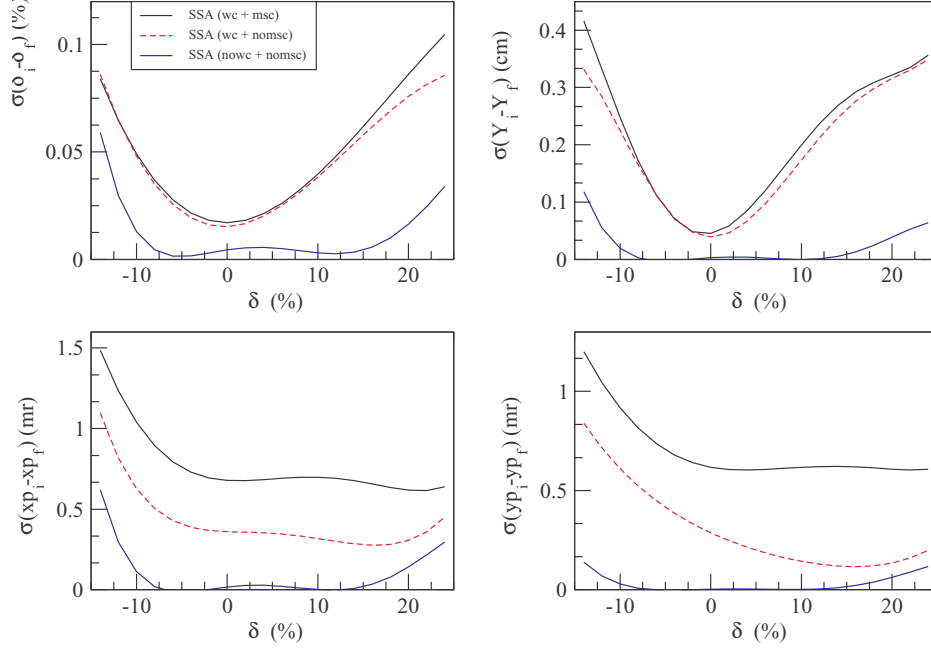 SSA (wc + msc)
SSA (wc + nomsc)
SSA (nowc + nomsc)
σ(δ_i-δ_f) (%)
0.1
0.05
0
-10 0 10 20
δ (%)
σ(Y_i-Y_f) (cm)
0.4
0.3
0.2
0.1
0
-10 0 10 20
δ (%)
σ(xp_i-xp_f) (mr)
1.5
1
0.5
0
-10 0 10 20
δ (%)
σ(yp_i-yp_f) (mr)
1
0.5
0
-10 0 10 20
δ (%)